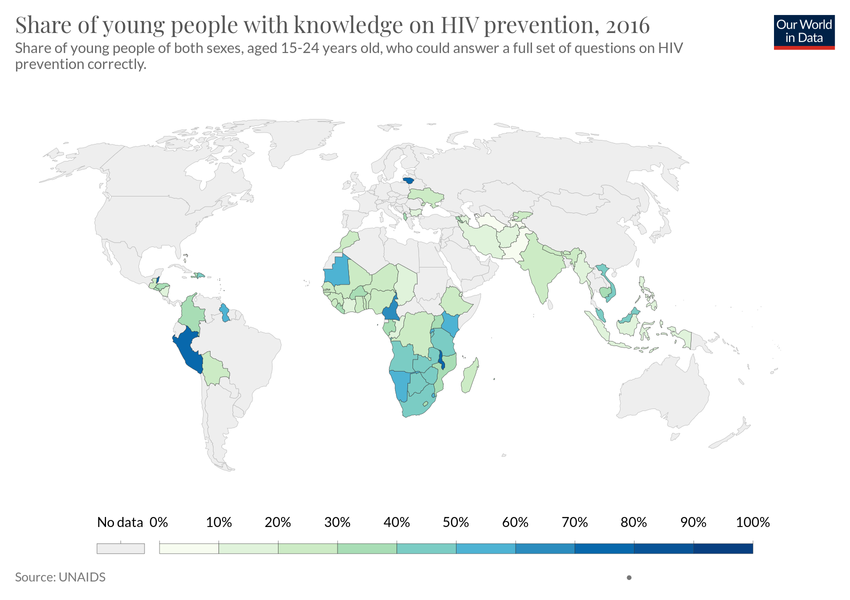 Share of young people with knowledge on HIV prevention, 2016
Our World
in Data
Share of young people of both sexes, aged 15-24 years old, who could answer a full set of questions on HIV
prevention correctly.
No data 0% 10% 20% 30% 40% 50% 60% 70% 80% 90% 100%
Source: UNAIDS